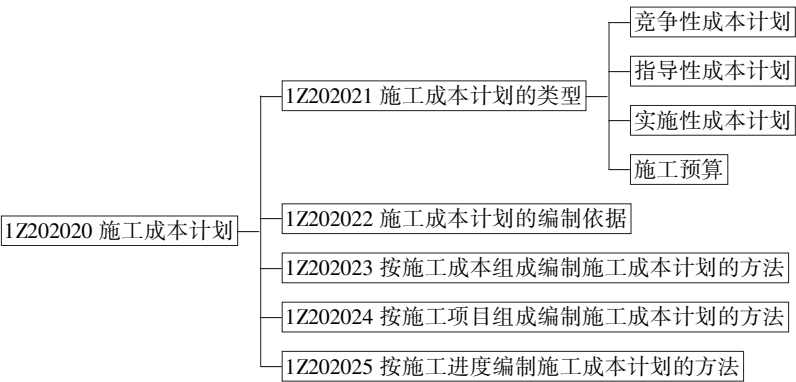 竞争性成本计划
指导性成本计划
1Z202021 施工成本计划的类型
实施性成本计划
施工预算
1Z202022 施工成本计划的编制依据
1Z202020 施工成本计划
1Z202023 按施工成本组成编制施工成本计划的方法
1Z202024 按施工项目组成编制施工成本计划的方法
1Z202025 按施工进度编制施工成本计划的方法